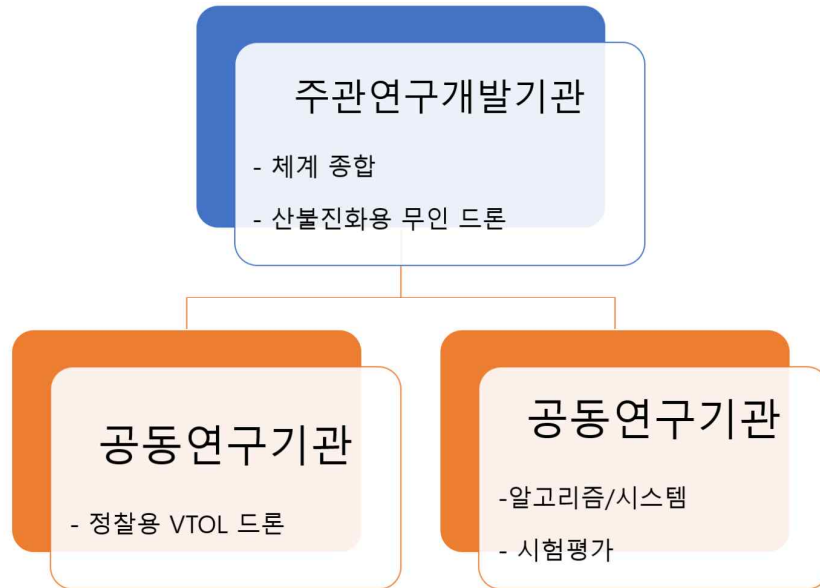 주관연구개발기관
- 체계 종합
- 산불진화용 무인 드론
공동연구기관
- 정찰용 VTOL 드론
공동연구기관
-알고리즘/시스템
- 시험평가